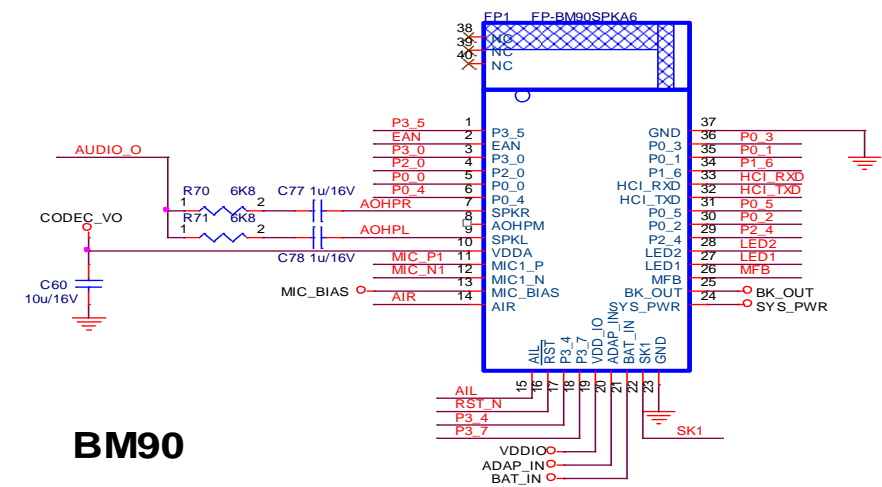 FP1 FP-BM90SPKA6
38 NC
39 NC
40 NC
P3_5 1 P3_5
EAN 2 EAN
P3_0 3 P3_0
P2_0 4 P2_0
P0_0 5 P0_0
P0_4 6 P0_4
AOHPR 7 SPKR
8 AOHPM
AOHPL 9 SPKL
10 VDDA
MIC_P1 11 MIC1_P
MIC_N1 12 MIC1_N
MIC_BIAS 13 MIC_BIAS
AIR 14 AIR
GND 37
P0_3 36 P0_3
P0_1 35 P0_1
P1_6 34 P1_6
HCI_RXD 33 HCI_RXD
HCI_TXD 32 HCI_TXD
P0_5 31 P0_5
P0_2 30 P0_2
P2_4 29 P2_4
LED2 28 LED2
LED1 27 LED1
MFB 26 MFB
BK_OUT 25 BK_OUT
SYS_PWR 24 SYS_PWR
AUDIO_O
R70 6K8 C77 1u/16V
1 2
R71 6K8
1 2
C78 1u/16V
CODEC_VO
C60
10u/16V
AIL RST P3_4 P3_7 VDD_IO ADAP_IN BAT_IN SK1 GND
15 16 17 18 19 20 21 22 23
AIL
RST_N
P3_4
P3_7
SK1
VDDIO
ADAP_IN
BAT_IN
BM90